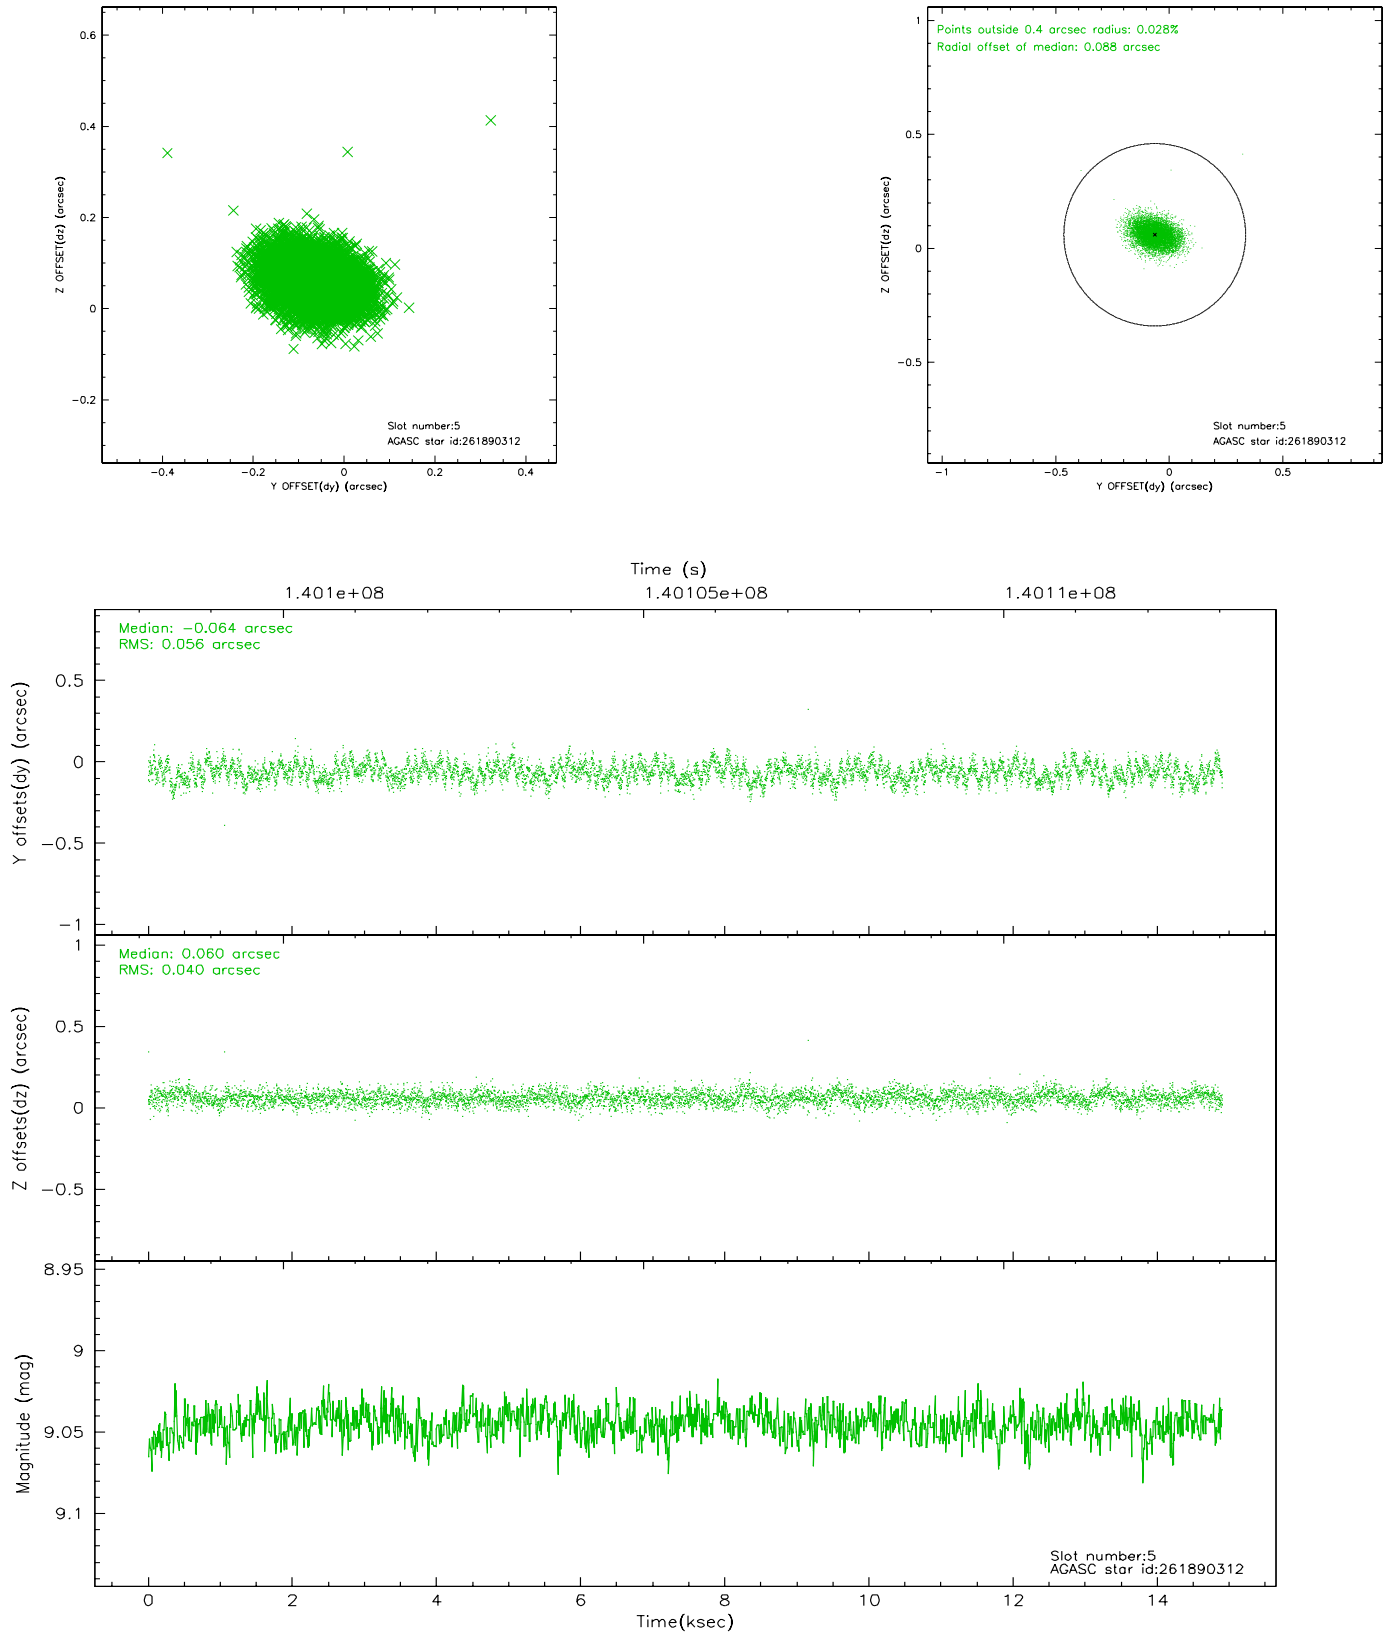 0.6
0.4
0.2
0
−0.2
Z OFFSET(dz) (arcsec)
Slot number:5
AGASC star id:261890312
−0.4
−0.2
0
0.2
0.4
Y OFFSET(dy) (arcsec)
Points outside 0.4 arcsec radius: 0.028%
Radial offset of median: 0.088 arcsec
1
0.5
0
−0.5
Z OFFSET(dz) (arcsec)
Slot number:5
AGASC star id:261890312
−1
−0.5
0
0.5
Y OFFSET(dy) (arcsec)
Time (s)
1.401e+08
1.40105e+08
1.4011e+08
Median: −0.064 arcsec
RMS: 0.056 arcsec
0.5
0
−0.5
−1
Y offsets(dy) (arcsec)
Median: 0.060 arcsec
RMS: 0.040 arcsec
1
0.5
0
−0.5
Z offsets(dz) (arcsec)
8.95
9
9.05
9.1
Magnitude (mag)
Slot number:5
AGASC star id:261890312
0
2
4
6
8
10
12
14
Time(ksec)